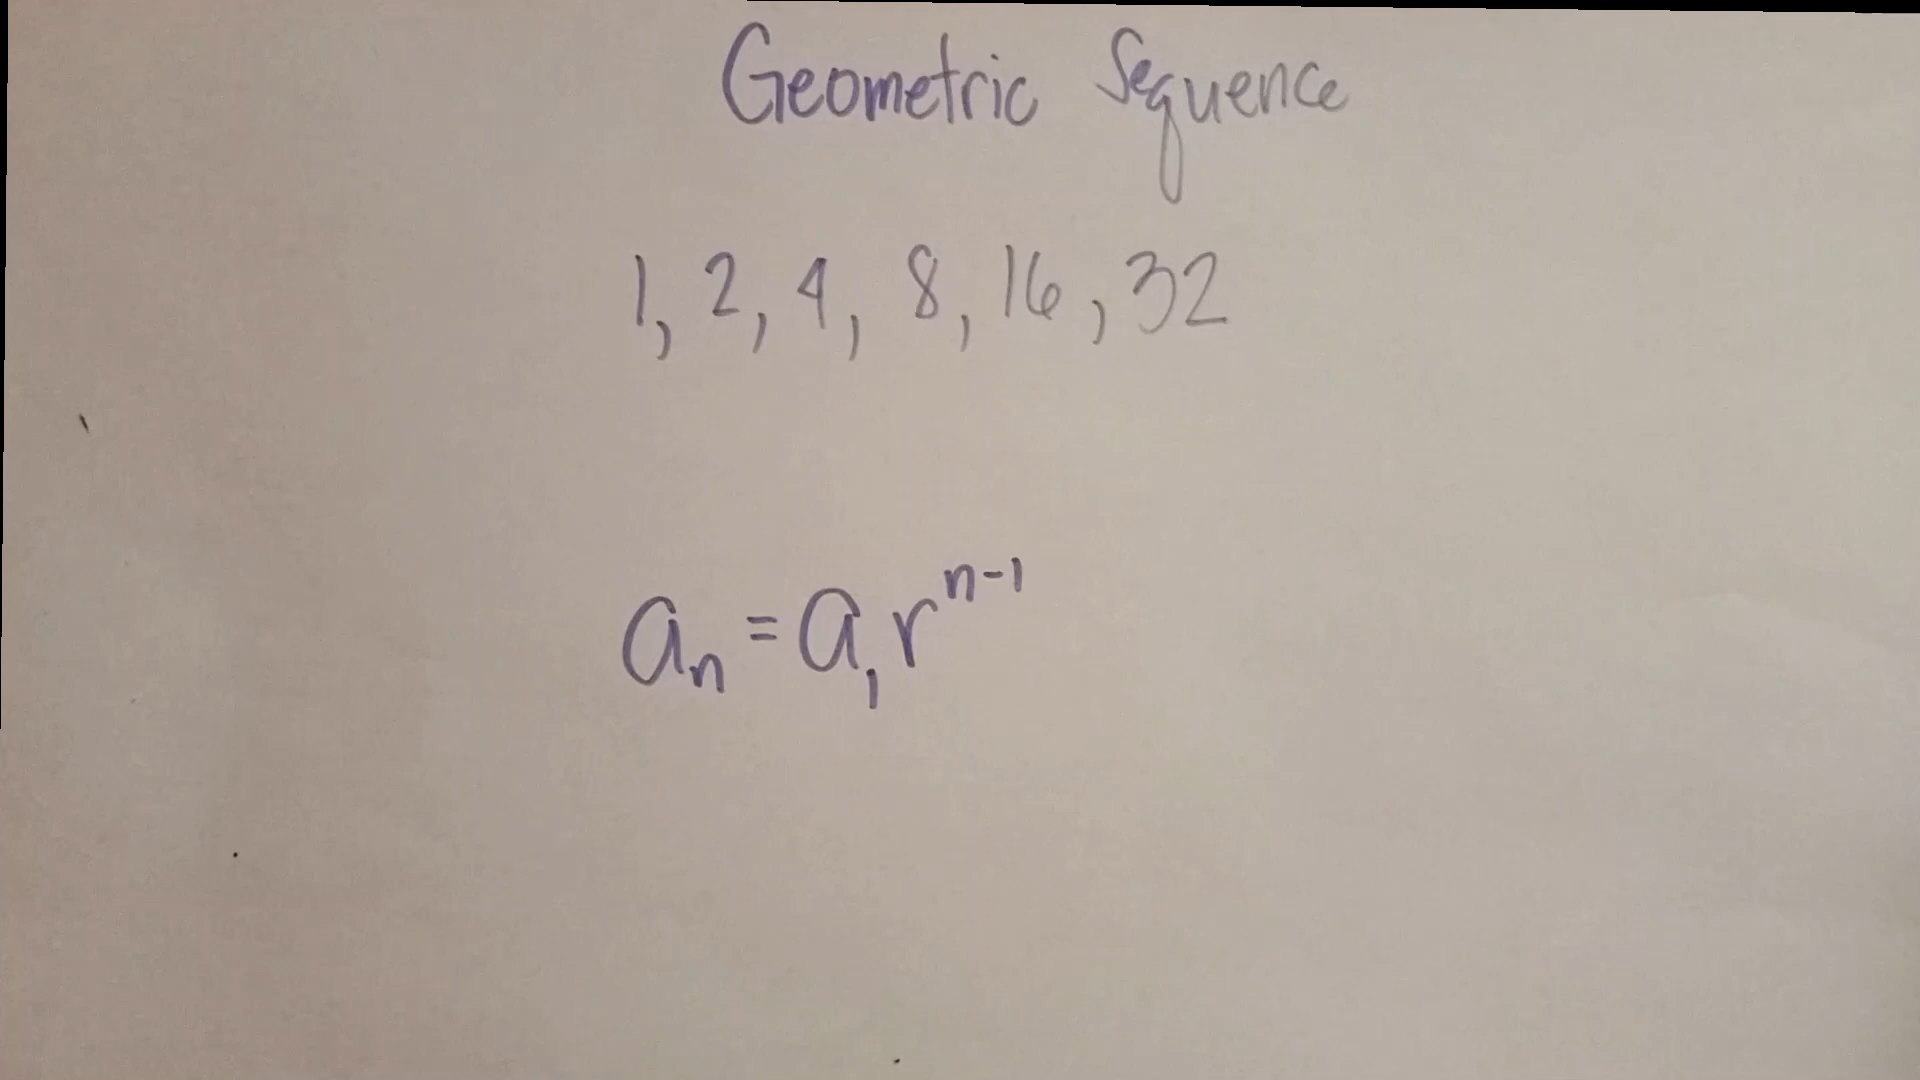 Geometric Sequence
1, 2, 4, 8, 16, 32
aₙ = a₁rⁿ⁻¹